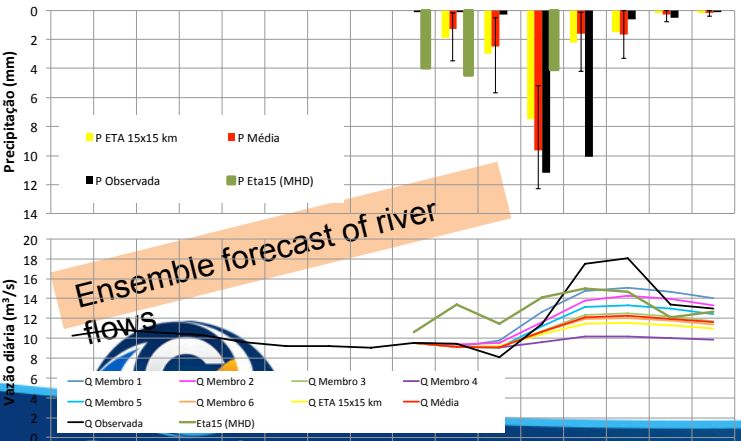 0
2
4
6
8
10
12
14
Precipitação (mm)
P ETA 15x15 km
P Média
P Observada
P Eta15 (MHD)
Ensemble forecast of river
flows
20
18
16
14
12
10
8
6
4
2
0
Vazão diária (m³/s)
Q Membro 1
Q Membro 2
Q Membro 3
Q Membro 4
Q Membro 5
Q Membro 6
Q ETA 15x15 km
Q Média
Q Observada
Eta15 (MHD)